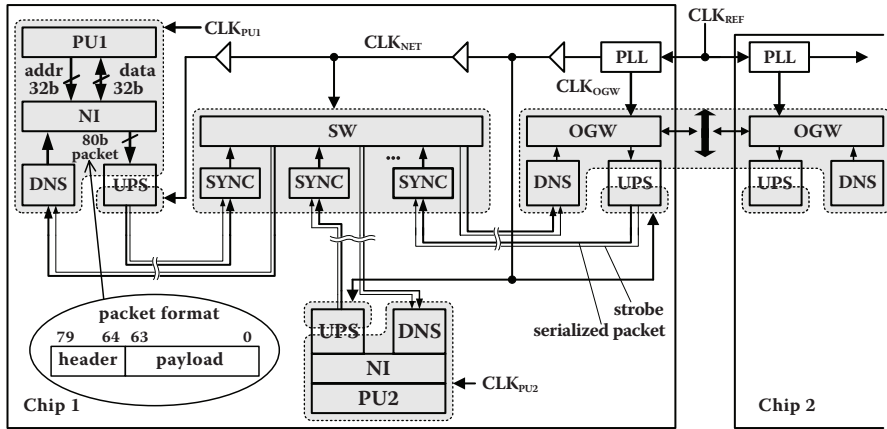 CLK_PU1
PU1
addr
32b
data
32b
NI
80b
packet
DNS
UPS
CLK_NET
SW
SYNC
SYNC
...
SYNC
PLL
CLK_REF
PLL
CLK_OGW
OGW
OGW
DNS
UPS
UPS
DNS
packet format
79 64 63 0
header payload
UPS
DNS
NI
PU2
CLK_PU2
strobe
serialized packet
Chip 1
Chip 2